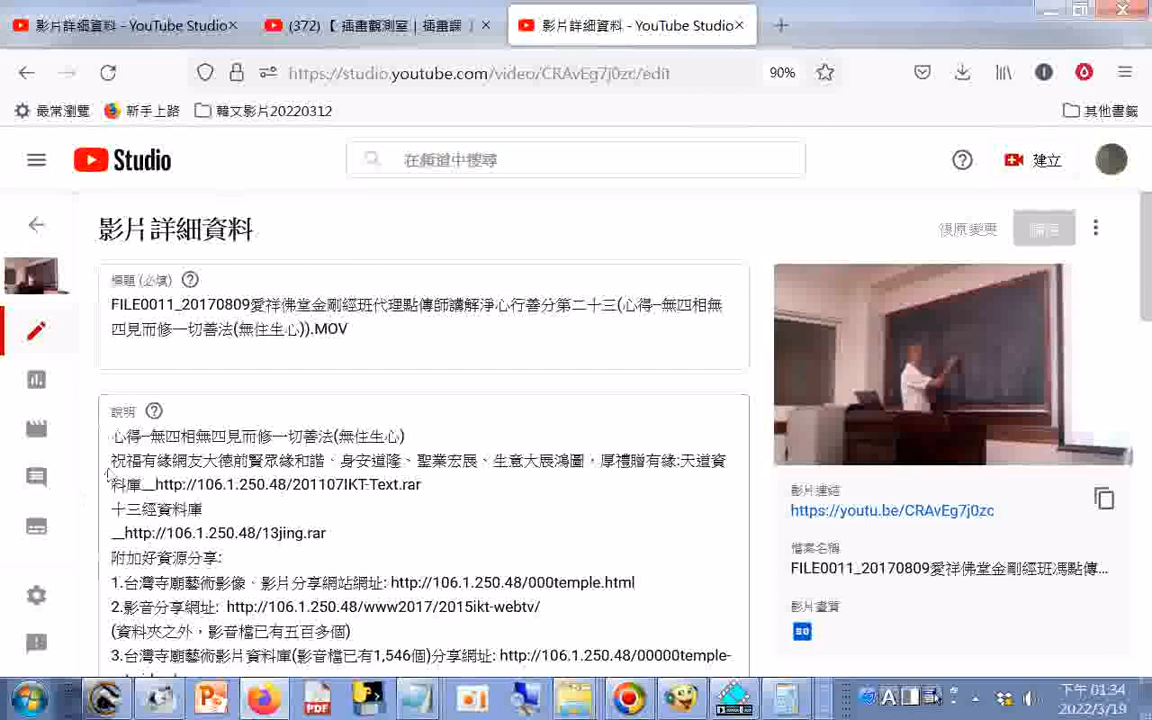 影片詳細資料 - YouTube Studio
(372)【 插畫觀測室 | 插畫課
影片詳細資料 - YouTube Studio
https://studio.youtube.com/video/CRAvEg7j0zc/edit
90%
最常瀏覽
新手上路
韓文影片20220312
其他書籤
Studio
在頻道中搜尋
建立
影片詳細資料
復原變更
標題 (必填)
FILE0011_20170809愛祥佛堂金剛經班代理點傳師講解淨心行善分第二十三(心得--無四相無
四見而修一切善法(無住生心)).MOV
說明
心得--無四相無四見而修一切善法(無住生心)
祝福有緣網友大德前賢眾緣和諧、身安道隆、聖業宏展、生意大展鴻圖，厚禮贈有緣:天道資
料庫__http://106.1.250.48/201107IKT-Text.rar
十三經資料庫
__http://106.1.250.48/13jing.rar
附加好資源分享:
1.台灣寺廟藝術影像、影片分享網站網址: http://106.1.250.48/000temple.html
2.影音分享網址: http://106.1.250.48/www2017/2015ikt-webtv/
(資料夾之外，影音檔已有五百多個)
3.台灣寺廟藝術影片資料庫(影音檔已有1,546個)分享網址: http://106.1.250.48/00000temple-
影片連結
https://youtu.be/CRAvEg7j0zc
檔案名稱
FILE0011_20170809愛祥佛堂金剛經班馮點傳...
影片畫質
下午 01:34
2022/3/19